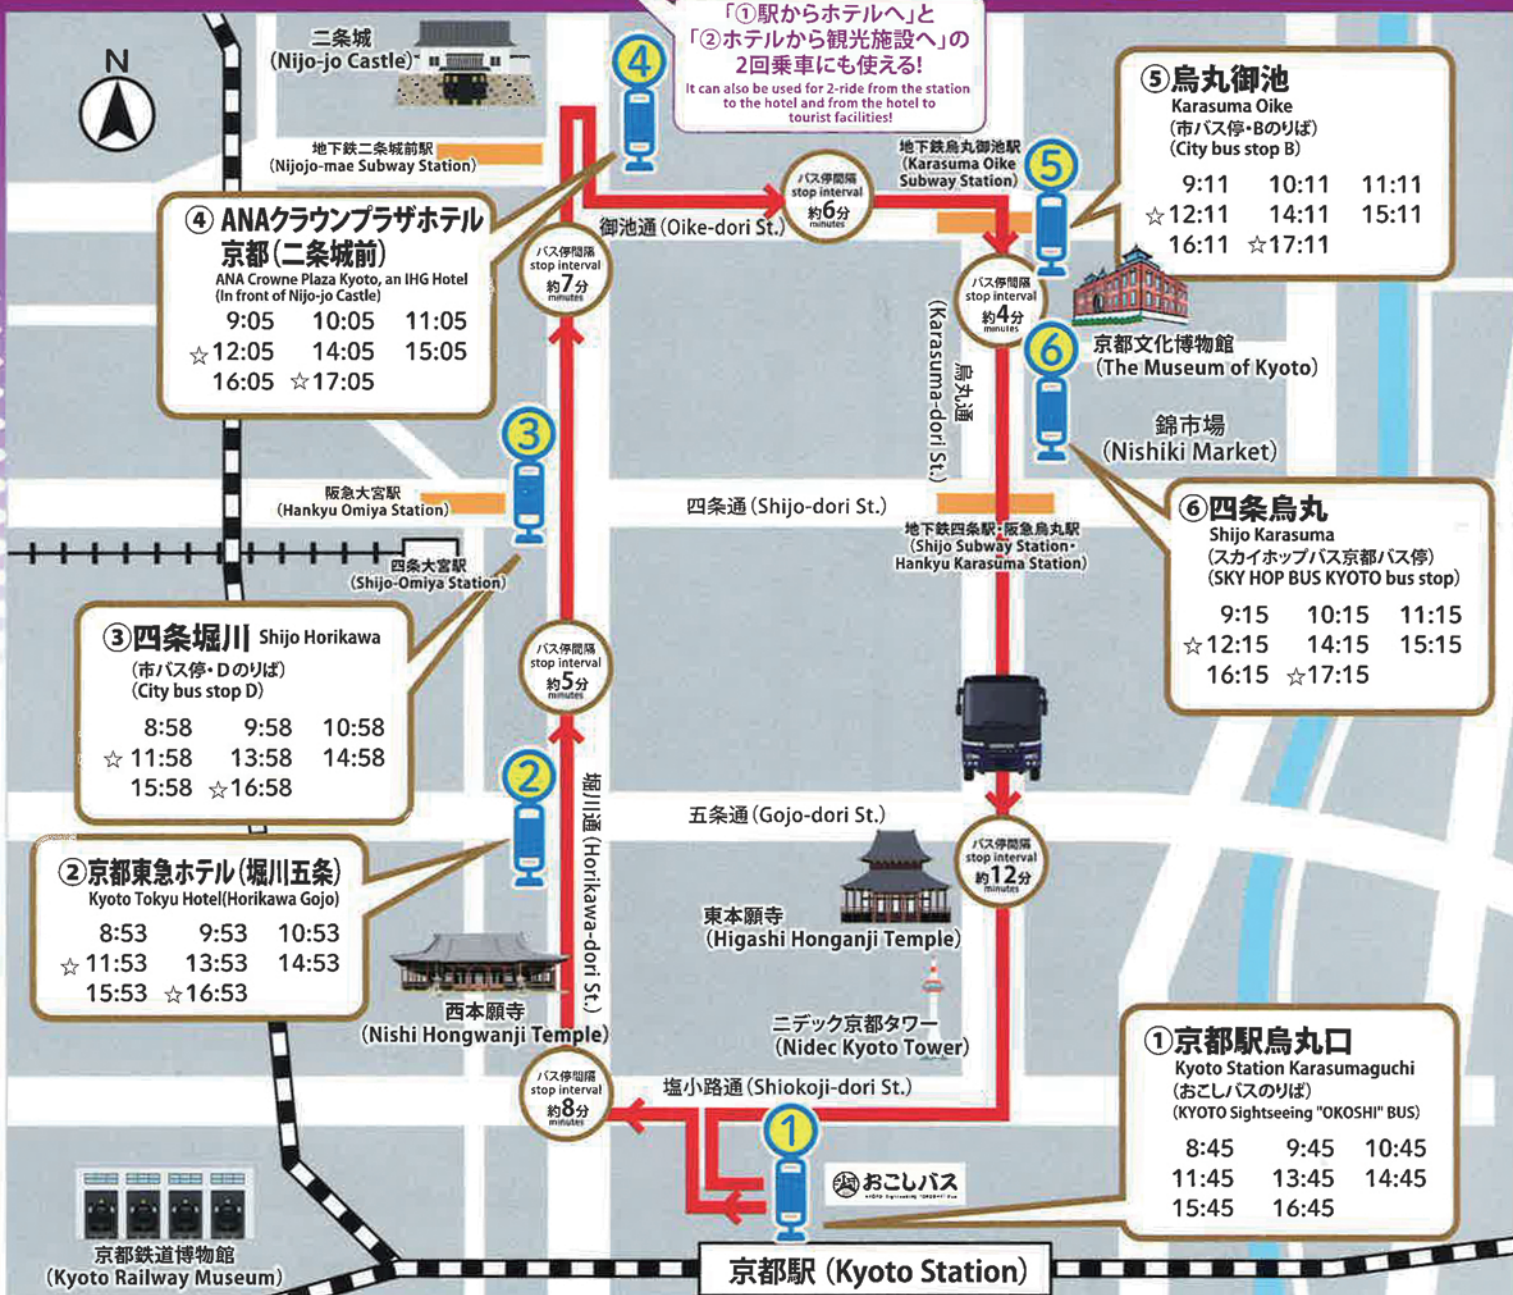 「①駅からホテルへ」と
「②ホテルから観光施設へ」の
2回乗車にも使える!
It can also be used for 2-ride from the station
to the hotel and from the hotel to
tourist facilities!
N
二条城
(Nijo-jo Castle)
地下鉄二条城前駅
(Nijojo-mae Subway Station)
4
④ ANAクラウンプラザホテル
京都(二条城前)
ANA Crowne Plaza Kyoto, an IHG Hotel
(In front of Nijo-jo Castle)
9:05 10:05 11:05
☆12:05 14:05 15:05
16:05 ☆17:05
バス停間隔
stop interval
約7分
minutes
御池通(Oike-dori St.)
バス停間隔
stop interval
約6分
minutes
地下鉄烏丸御池駅
(Karasuma Oike
Subway Station)
5
⑤烏丸御池
Karasuma Oike
(市バス停・Bのりば)
(City bus stop B)
9:11 10:11 11:11
☆12:11 14:11 15:11
16:11 ☆17:11
バス停間隔
stop interval
約4分
minutes
6
京都文化博物館
(The Museum of Kyoto)
烏丸通
(Karasuma-dori St.)
錦市場
(Nishiki Market)
⑥四条烏丸
Shijo Karasuma
(スカイホップバス京都バス停)
(SKY HOP BUS KYOTO bus stop)
9:15 10:15 11:15
☆12:15 14:15 15:15
16:15 ☆17:15
3
阪急大宮駅
(Hankyu Omiya Station)
四条通(Shijo-dori St.)
地下鉄四条駅・阪急烏丸駅
(Shijo Subway Station・
Hankyu Karasuma Station)
四条大宮駅
(Shijo-Omiya Station)
③四条堀川 Shijo Horikawa
(市バス停・Dのりば)
(City bus stop D)
8:58 9:58 10:58
☆ 11:58 13:58 14:58
15:58 ☆16:58
バス停間隔
stop interval
約5分
minutes
2
堀川通(Horikawa-dori St.)
五条通(Gojo-dori St.)
②京都東急ホテル(堀川五条)
Kyoto Tokyu Hotel(Horikawa Gojo)
8:53 9:53 10:53
☆ 11:53 13:53 14:53
15:53 ☆16:53
バス停間隔
stop interval
約12分
minutes
東本願寺
(Higashi Honganji Temple)
西本願寺
(Nishi Hongwanji Temple)
ニデック京都タワー
(Nidec Kyoto Tower)
バス停間隔
stop interval
約8分
minutes
塩小路通(Shiokoji-dori St.)
1
おこしバス
①京都駅烏丸口
Kyoto Station Karasumaguchi
(おこしバスのりば)
(KYOTO Sightseeing "OKOSHI" BUS)
8:45 9:45 10:45
11:45 13:45 14:45
15:45 16:45
京都鉄道博物館
(Kyoto Railway Museum)
京都駅 (Kyoto Station)